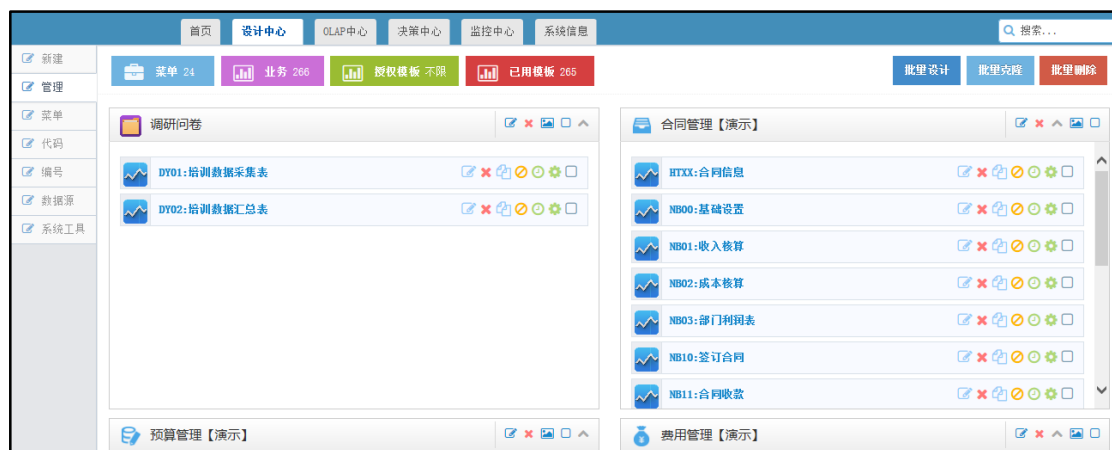 首页 设计中心 OLAP中心 决策中心 监控中心 系统信息 搜索...
新建
管理
菜单
代码
编号
数据源
系统工具
菜单 24 业务 266 授权模板 不限 已用模板 265 批里设计 批里克隆 批里删除
调研问卷
DY01:培训数据采集表
DY02:培训数据汇总表
合同管理【演示】
HTXX:合同信息
NB00:基础设置
NB01:收入核算
NB02:成本核算
NB03:部门利润表
NB10:签订合同
NB11:合同收款
预算管理【演示】
费用管理【演示】